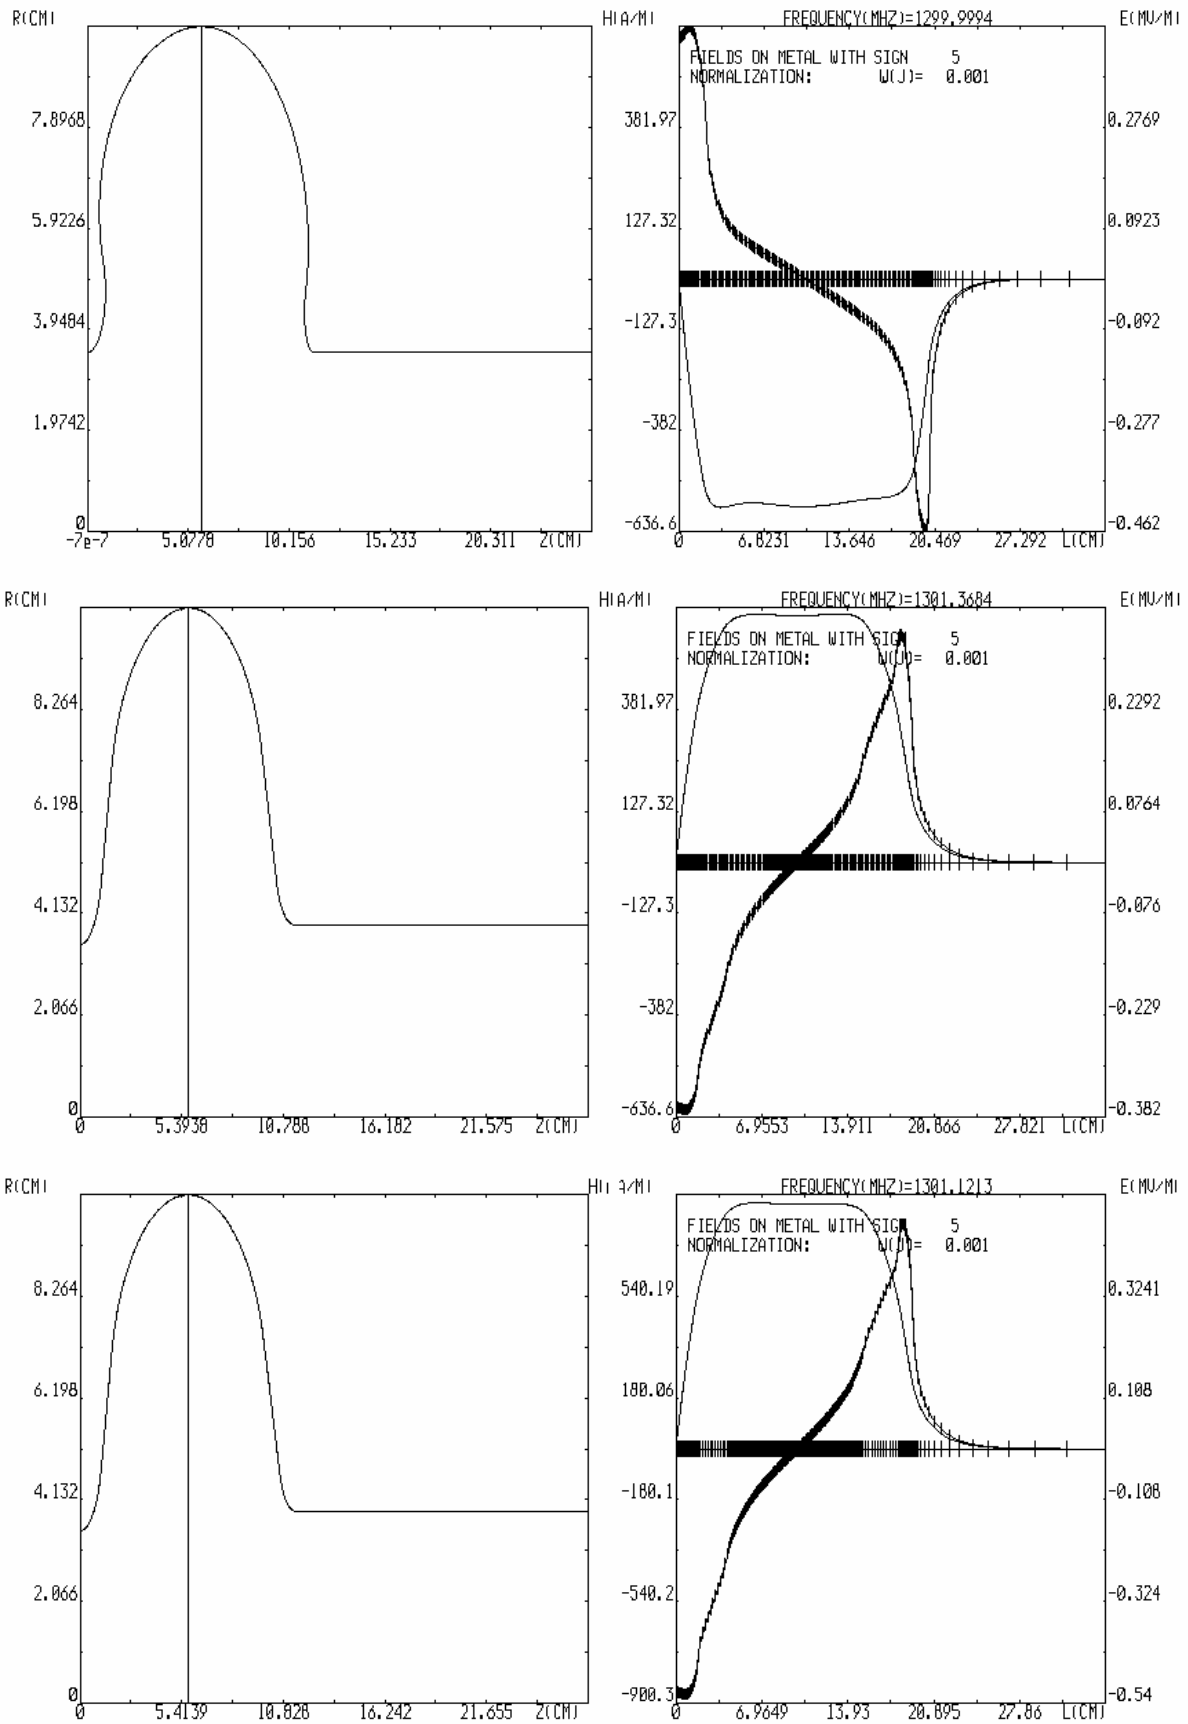 R(CM)
7.8968
5.9226
3.9484
1.9742
0
-7e-7 5.0778 10.156 15.233 20.311 Z(CM)
H(A/M) FREQUENCY(MHZ)=1299.9994 E(MV/M)
FIELDS ON METAL WITH SIGN 5
NORMALIZATION: W(J)= 0.001
381.97 0.2769
127.32 0.0923
-127.3 -0.092
-382 -0.277
-636.6 -0.462
0 6.8231 13.646 20.469 27.292 L(CM)
R(CM)
8.264
6.198
4.132
2.066
0
0 5.3938 10.788 16.182 21.575 Z(CM)
H(A/M) FREQUENCY(MHZ)=1301.3684 E(MV/M)
FIELDS ON METAL WITH SIGN 5
NORMALIZATION: W(J)= 0.001
381.97 0.2292
127.32 0.0764
-127.3 -0.076
-382 -0.229
-636.6 -0.382
0 6.9553 13.911 20.866 27.821 L(CM)
R(CM)
8.264
6.198
4.132
2.066
0
0 5.4139 10.828 16.242 21.655 Z(CM)
H(A/M) FREQUENCY(MHZ)=1301.1213 E(MV/M)
FIELDS ON METAL WITH SIGN 5
NORMALIZATION: W(J)= 0.001
540.19 0.3241
180.06 0.108
-180.1 -0.108
-540.2 -0.324
-900.3 -0.54
0 6.9649 13.93 20.895 27.86 L(CM)